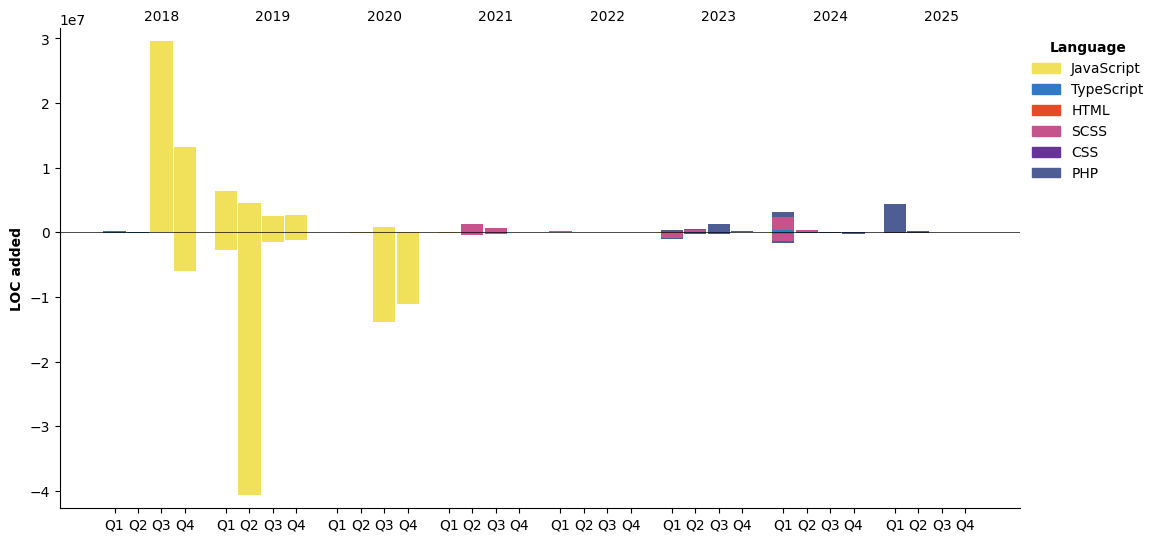 1e7
2018 2019 2020 2021 2022 2023 2024 2025
3
2
1
0
−1
−2
−3
−4
LOC added
Q1 Q2 Q3 Q4 Q1 Q2 Q3 Q4 Q1 Q2 Q3 Q4 Q1 Q2 Q3 Q4 Q1 Q2 Q3 Q4 Q1 Q2 Q3 Q4 Q1 Q2 Q3 Q4 Q1 Q2 Q3 Q4
Language
JavaScript
TypeScript
HTML
SCSS
CSS
PHP